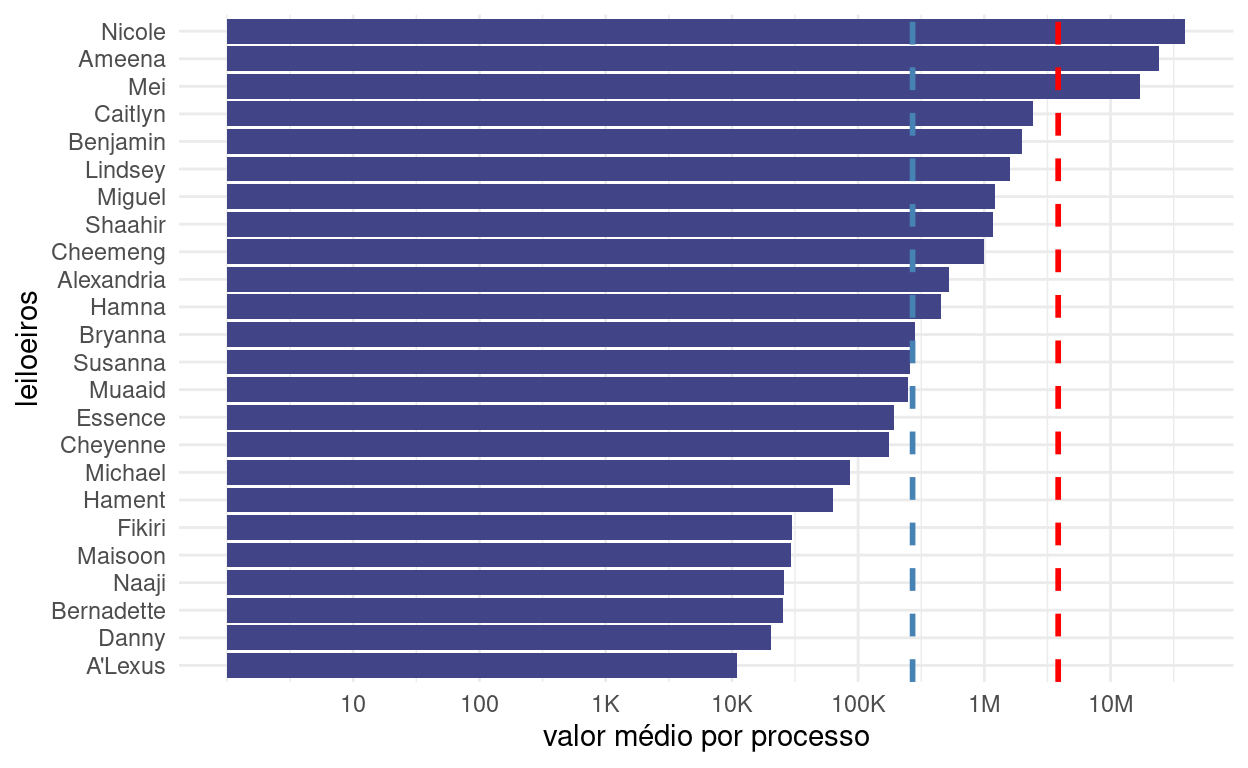 Nicole
Ameena
Mei
Caitlyn
Benjamin
Lindsey
Miguel
Shaahir
Cheemeng
Alexandria
Hamna
Bryanna
Susanna
Muaaid
Essence
Cheyenne
Michael
Hament
Fikiri
Maisoon
Naaji
Bernadette
Danny
A'Lexus
leiloeiros
10 100 1K 10K 100K 1M 10M
valor médio por processo